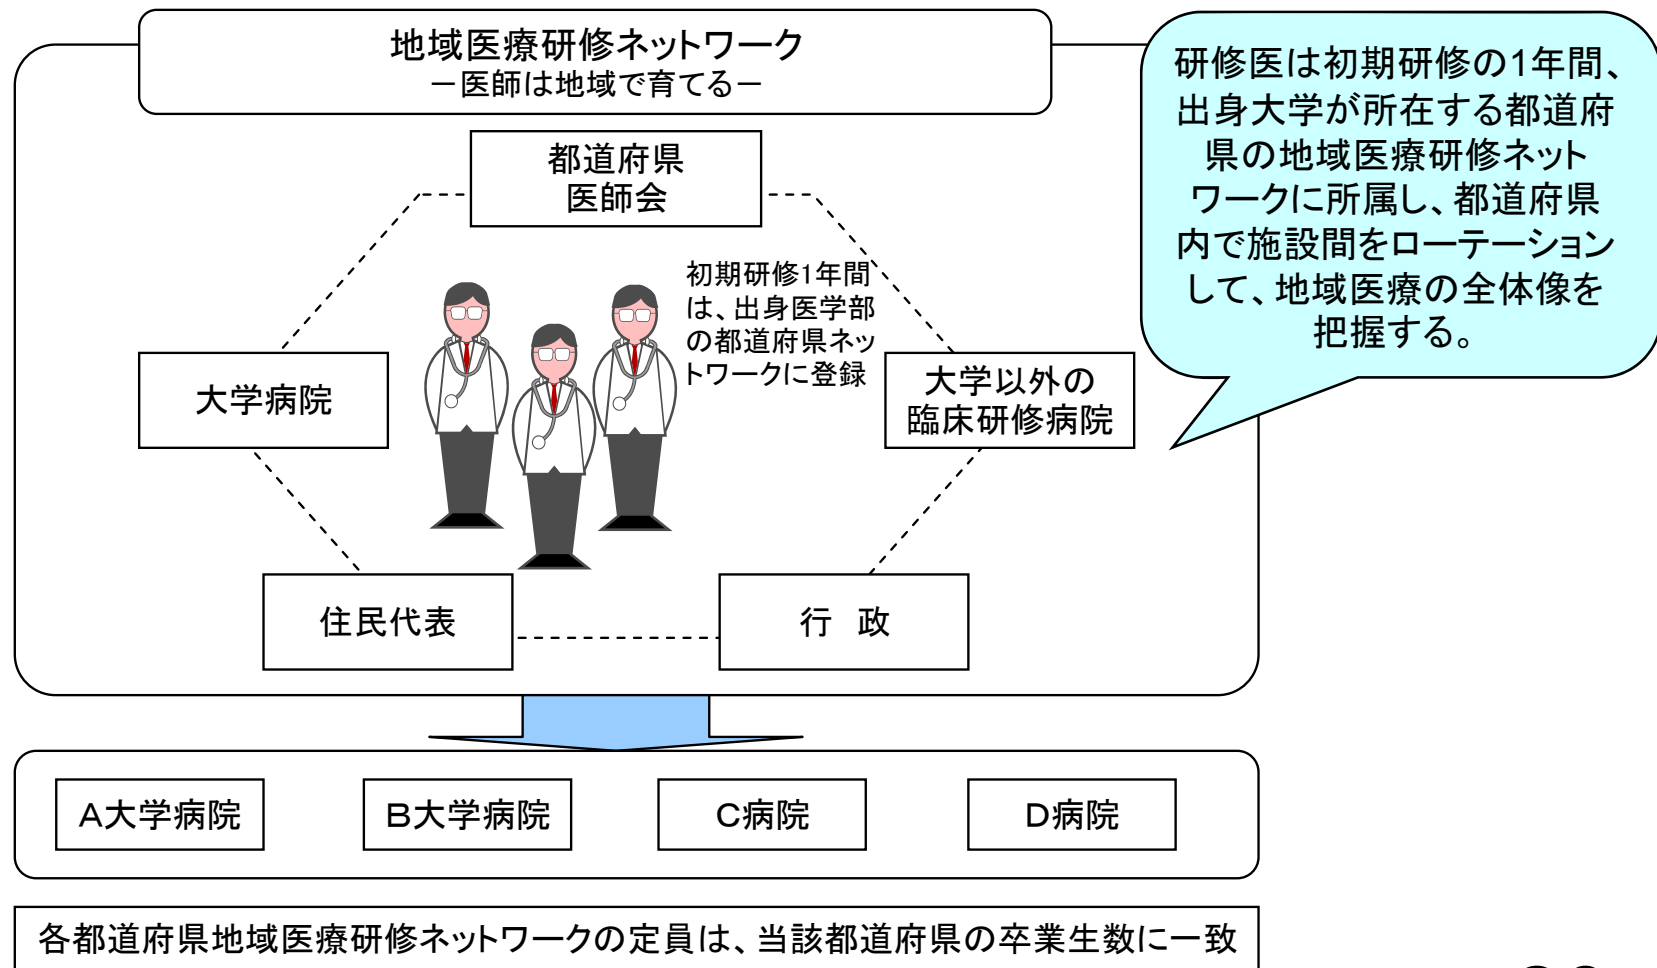 地域医療研修ネットワーク
－医師は地域で育てる－
研修医は初期研修の1年間、
出身大学が所在する都道府
県の地域医療研修ネット
ワークに所属し、都道府県
内で施設間をローテーション
して、地域医療の全体像を
把握する。
都道府県
医師会
初期研修1年間
は、出身医学部
の都道府県ネッ
トワークに登録
大学病院
大学以外の
臨床研修病院
住民代表
行　政
A大学病院
B大学病院
C病院
D病院
各都道府県地域医療研修ネットワークの定員は、当該都道府県の卒業生数に一致